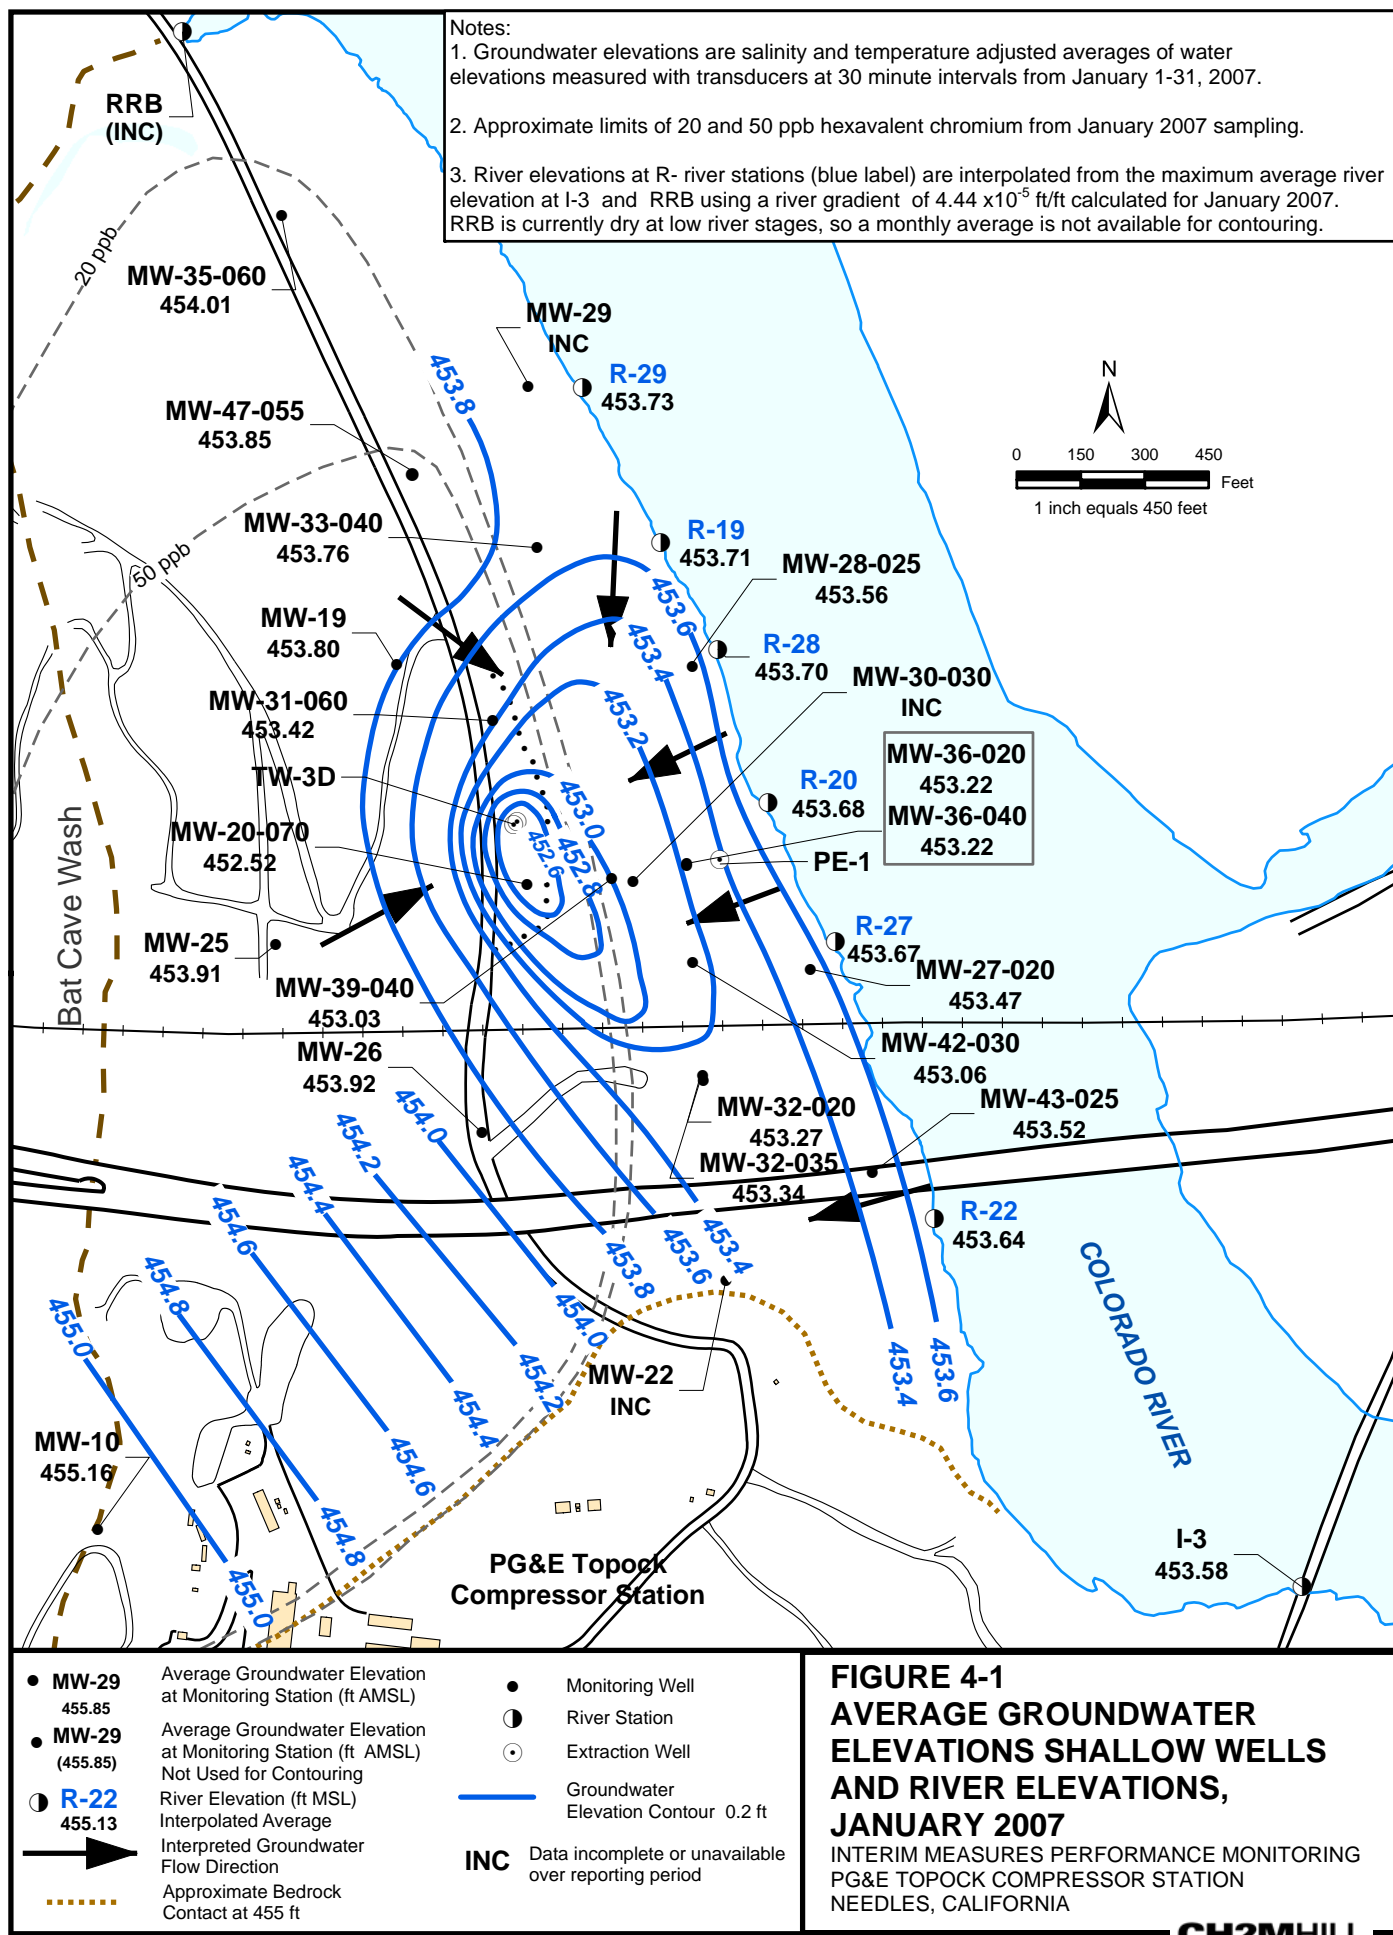 Notes:
1. Groundwater elevations are salinity and temperature adjusted averages of water
elevations measured with transducers at 30 minute intervals from January 1-31, 2007.
2. Approximate limits of 20 and 50 ppb hexavalent chromium from January 2007 sampling.
3. River elevations at R- river stations (blue label) are interpolated from the maximum average river
elevation at I-3 and RRB using a river gradient of 4.44 x10⁻⁵ ft/ft calculated for January 2007.
RRB is currently dry at low river stages, so a monthly average is not available for contouring.
RRB
(INC)
20 ppb
MW-35-060
454.01
MW-29
INC
453.8
R-29
453.73
N
0 150 300 450
Feet
1 inch equals 450 feet
MW-47-055
453.85
MW-33-040
453.76
50 ppb
R-19
453.71
MW-28-025
453.56
453.6
MW-19
453.80
453.4
R-28
453.70
MW-30-030
INC
MW-31-060
453.42
453.2
MW-36-020
453.22
MW-36-040
453.22
TW-3D
R-20
453.68
453.0
MW-20-070
452.52
452.6
452.8
PE-1
Bat Cave Wash
MW-25
453.91
R-27
453.67
MW-27-020
453.47
MW-39-040
453.03
MW-26
453.92
MW-42-030
453.06
454.0
MW-32-020
453.27
MW-43-025
453.52
454.2
MW-32-035
453.34
454.4
454.6
R-22
453.64
453.4
453.6
453.8
454.8
COLORADO RIVER
455.0
454.0
MW-22
INC
453.4
453.6
454.2
454.4
MW-10
455.16
454.6
454.8
455.0
PG&E Topock
Compressor Station
I-3
453.58
MW-29
455.85
Average Groundwater Elevation
at Monitoring Station (ft AMSL)
MW-29
(455.85)
Average Groundwater Elevation
at Monitoring Station (ft AMSL)
Not Used for Contouring
R-22
455.13
River Elevation (ft MSL)
Interpolated Average
Interpreted Groundwater
Flow Direction
Approximate Bedrock
Contact at 455 ft
Monitoring Well
River Station
Extraction Well
Groundwater
Elevation Contour 0.2 ft
INC
Data incomplete or unavailable
over reporting period
FIGURE 4-1
AVERAGE GROUNDWATER
ELEVATIONS SHALLOW WELLS
AND RIVER ELEVATIONS,
JANUARY 2007
INTERIM MEASURES PERFORMANCE MONITORING
PG&E TOPOCK COMPRESSOR STATION
NEEDLES, CALIFORNIA
CH2MHILL